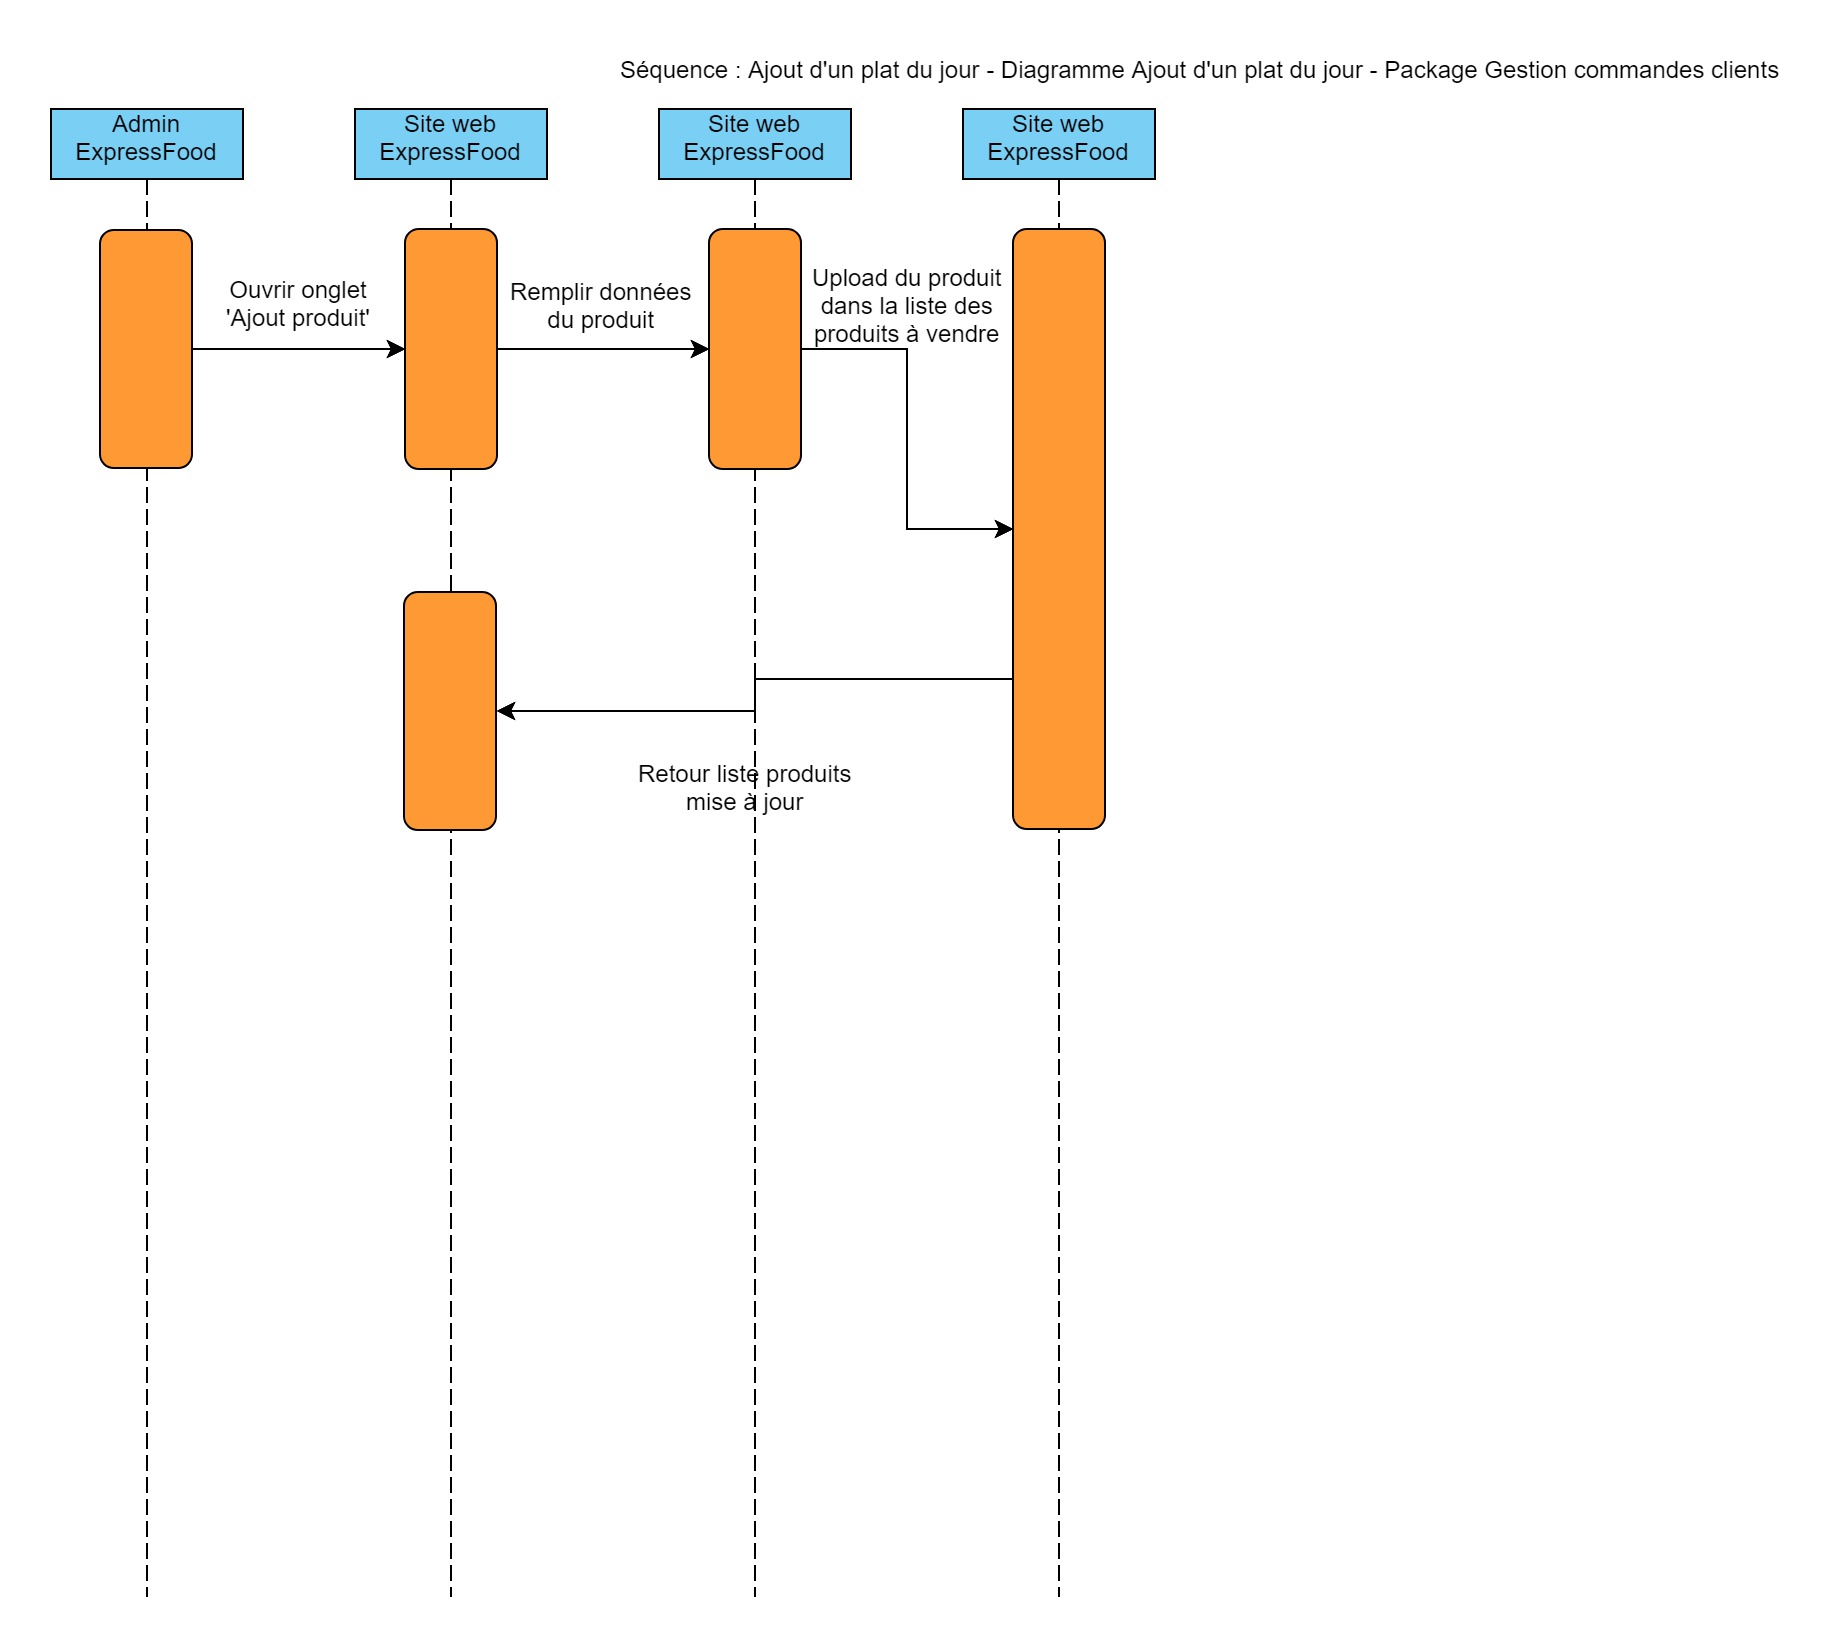 Séquence : Ajout d'un plat du jour - Diagramme Ajout d'un plat du jour - Package Gestion commandes clients
Admin
ExpressFood
Site web
ExpressFood
Site web
ExpressFood
Site web
ExpressFood
Ouvrir onglet
'Ajout produit'
Remplir données
du produit
Upload du produit
dans la liste des
produits à vendre
Retour liste produits
mise à jour